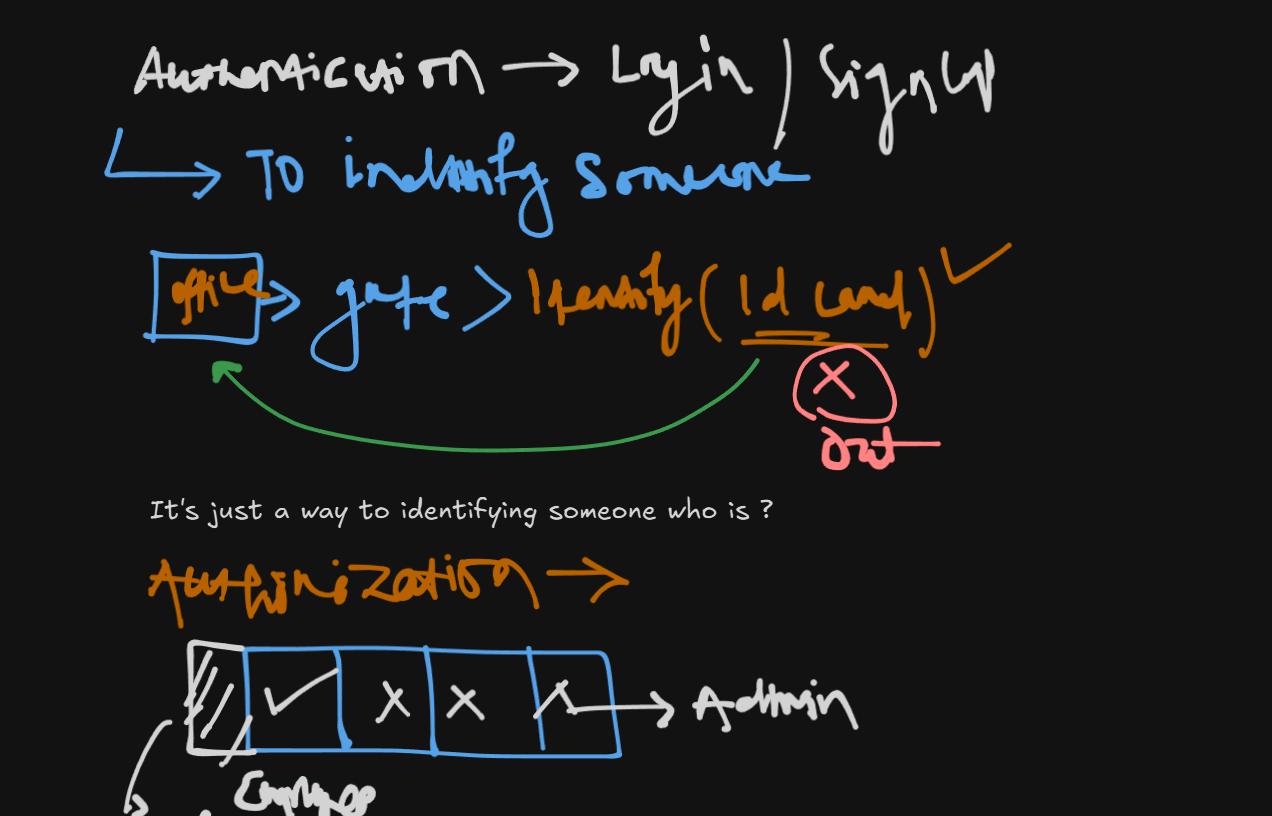 Authentication → Login / Signup
↳ To indentify someone
office → gate > Identity (Id Card) ✓
X
Out
It's just a way to identifying someone who is ?
Authorization →
✓ X X X → Admin
Employee